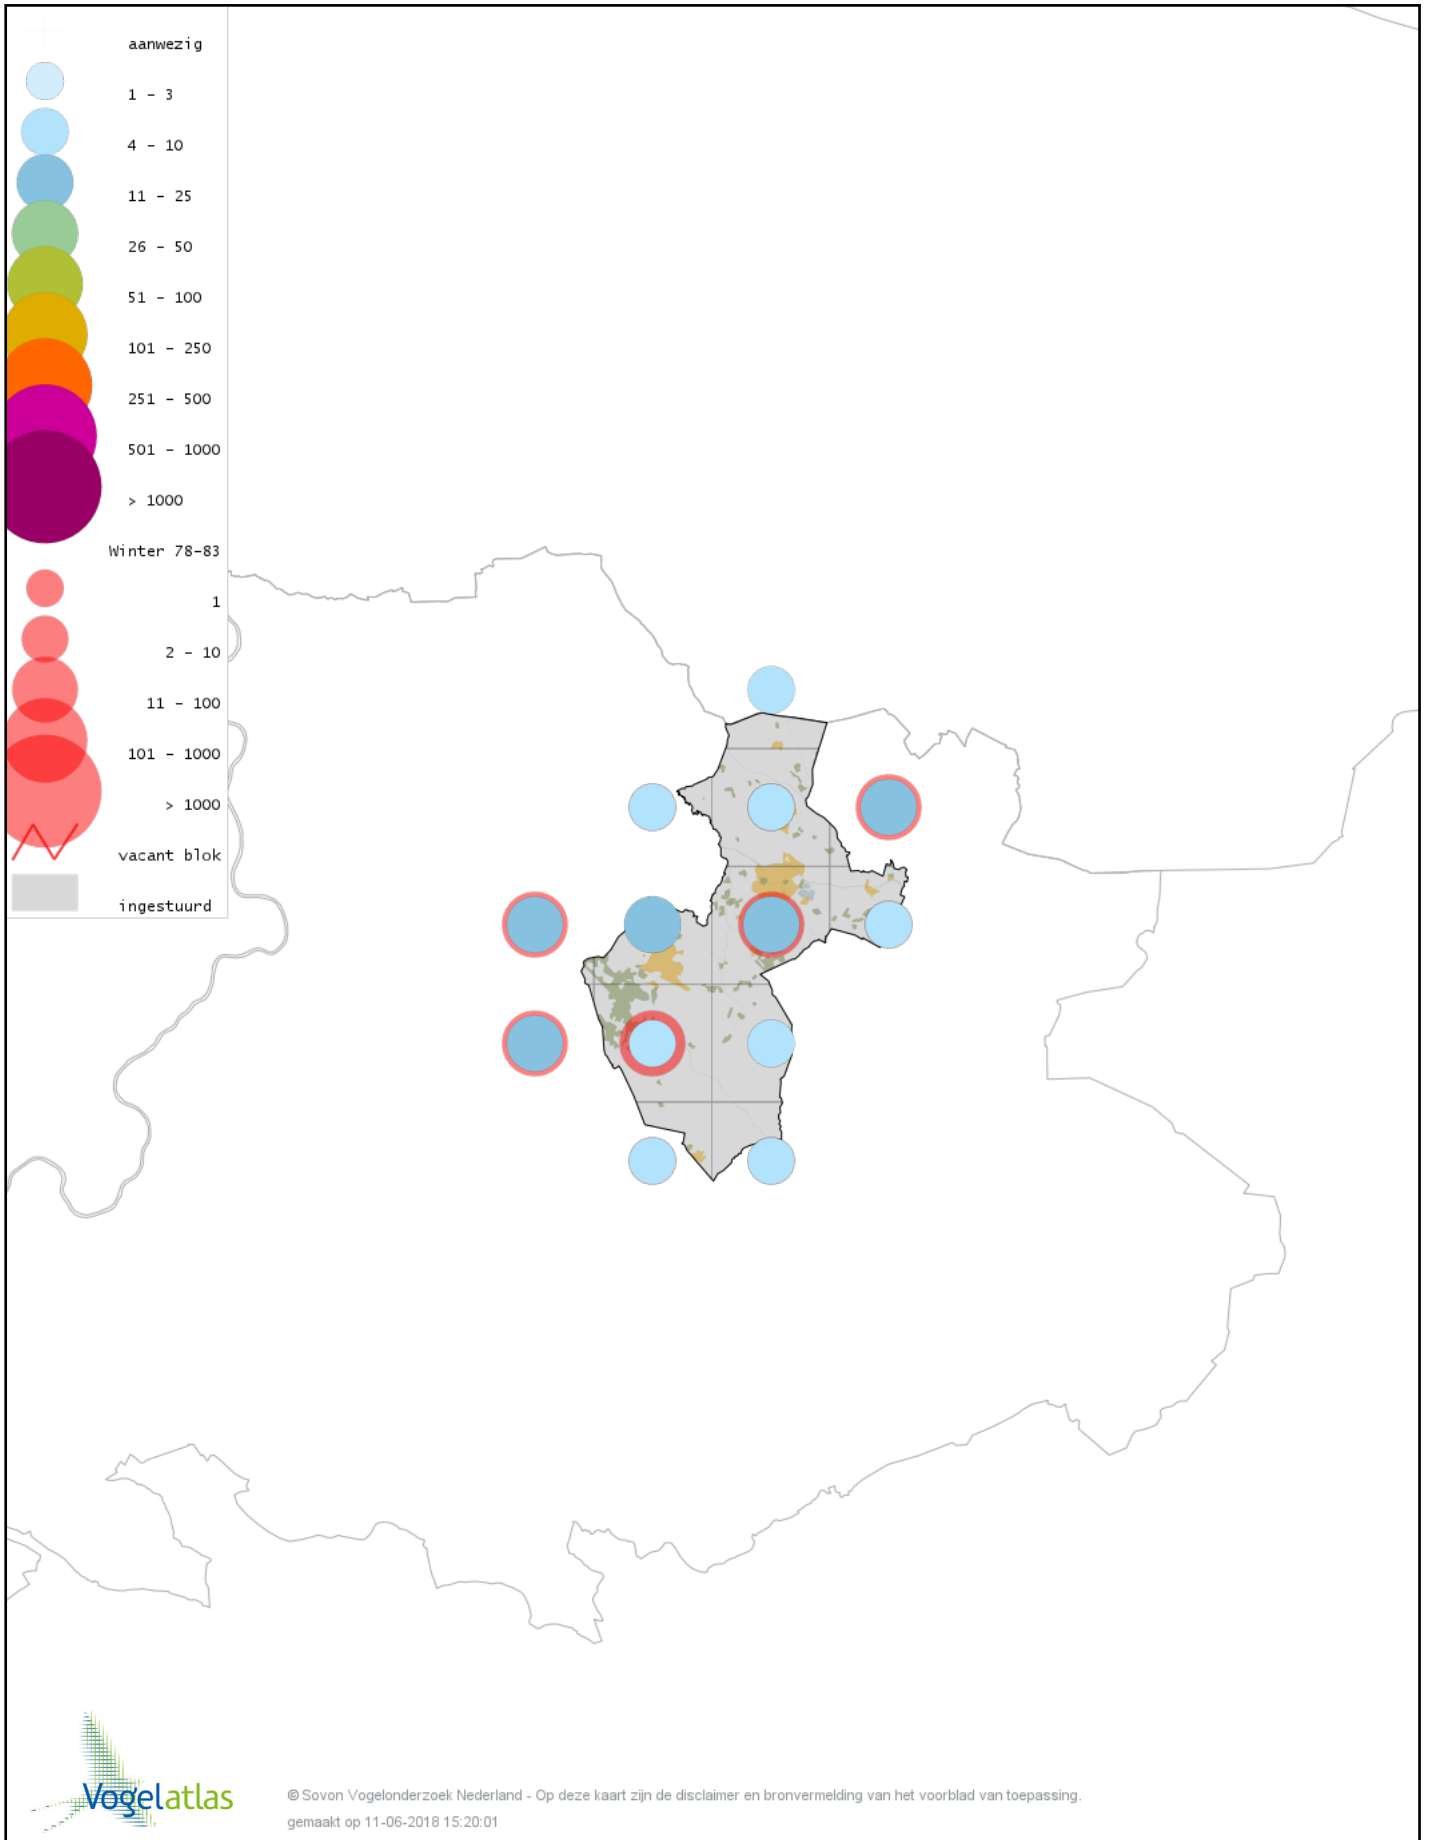 aanwezig
1 - 3
4 - 10
11 - 25
26 - 50
51 - 100
101 - 250
251 - 500
501 - 1000
> 1000
Winter 78-83
1
2 - 10
11 - 100
101 - 1000
> 1000
vacant blok
ingestuurd
Vogelatlas
© Sovon Vogelonderzoek Nederland - Op deze kaart zijn de disclaimer en bronvermelding van het voorblad van toepassing.
gemaakt op 11-06-2018 15:20:01